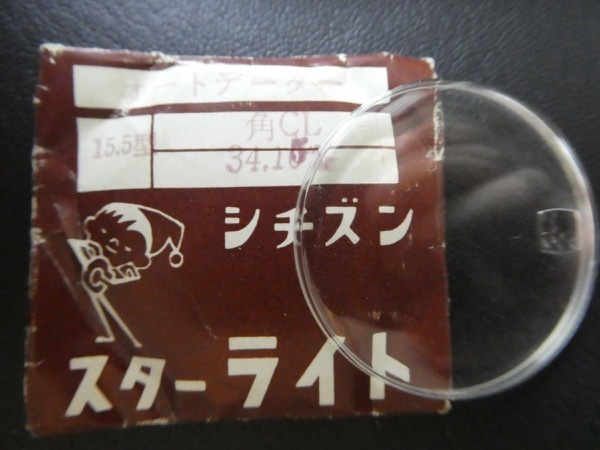 オートデーター
15.5型
角CL
34.15
シチズン
スターライト